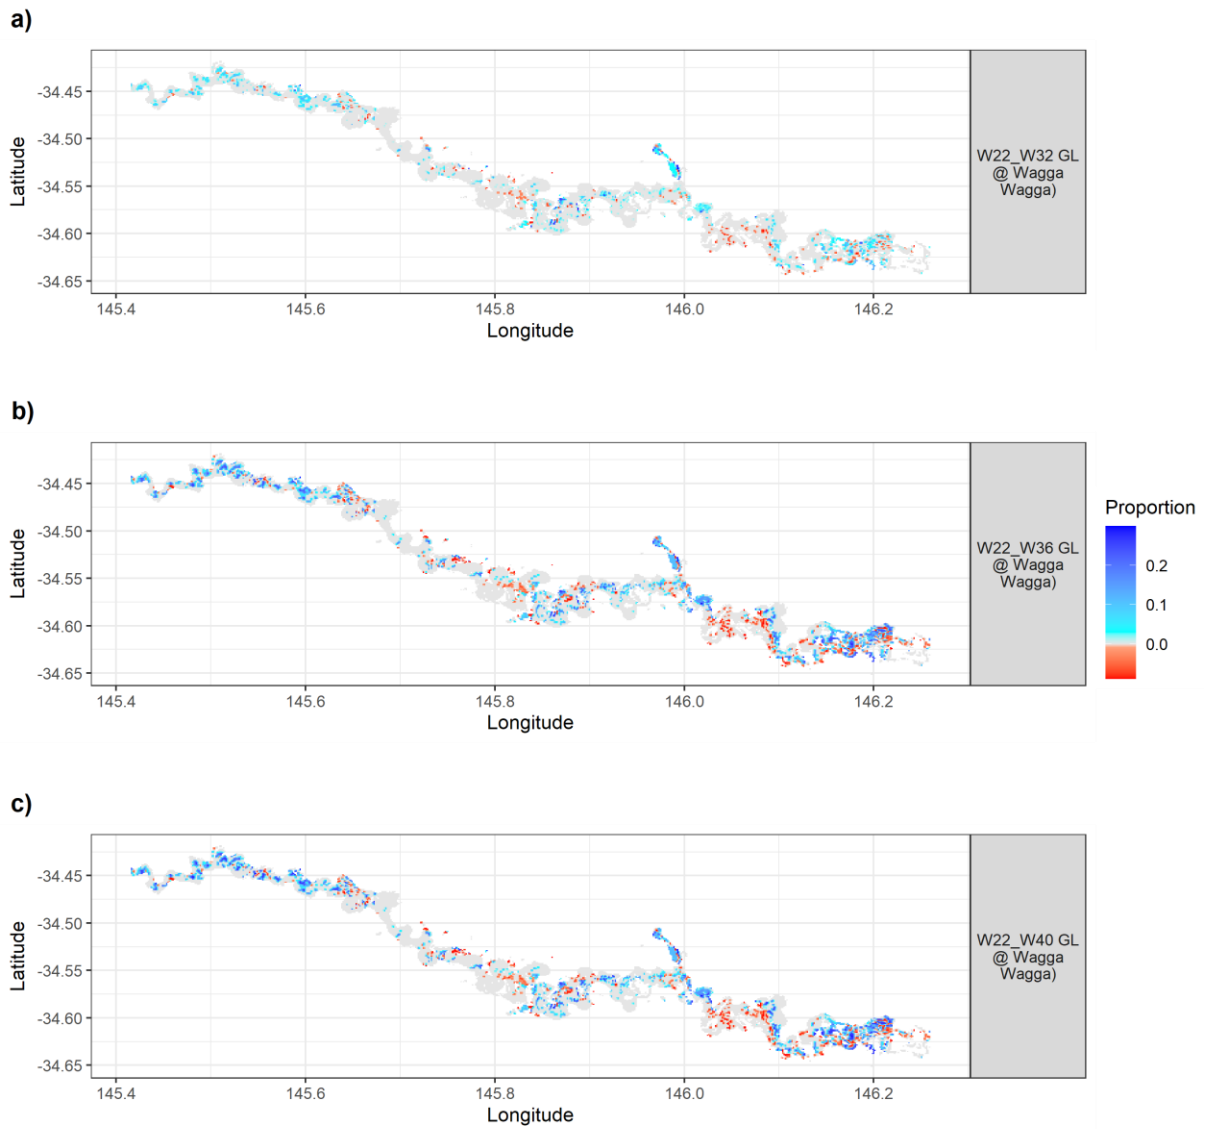 a)
-34.45
-34.50
-34.55
-34.60
-34.65
Latitude
W22_W32 GL
@ Wagga
Wagga)
145.4 145.6 145.8 146.0 146.2
Longitude
b)
-34.45
-34.50
-34.55
-34.60
-34.65
Latitude
W22_W36 GL
@ Wagga
Wagga)
145.4 145.6 145.8 146.0 146.2
Longitude
Proportion
0.2
0.1
0.0
c)
-34.45
-34.50
-34.55
-34.60
-34.65
Latitude
W22_W40 GL
@ Wagga
Wagga)
145.4 145.6 145.8 146.0 146.2
Longitude